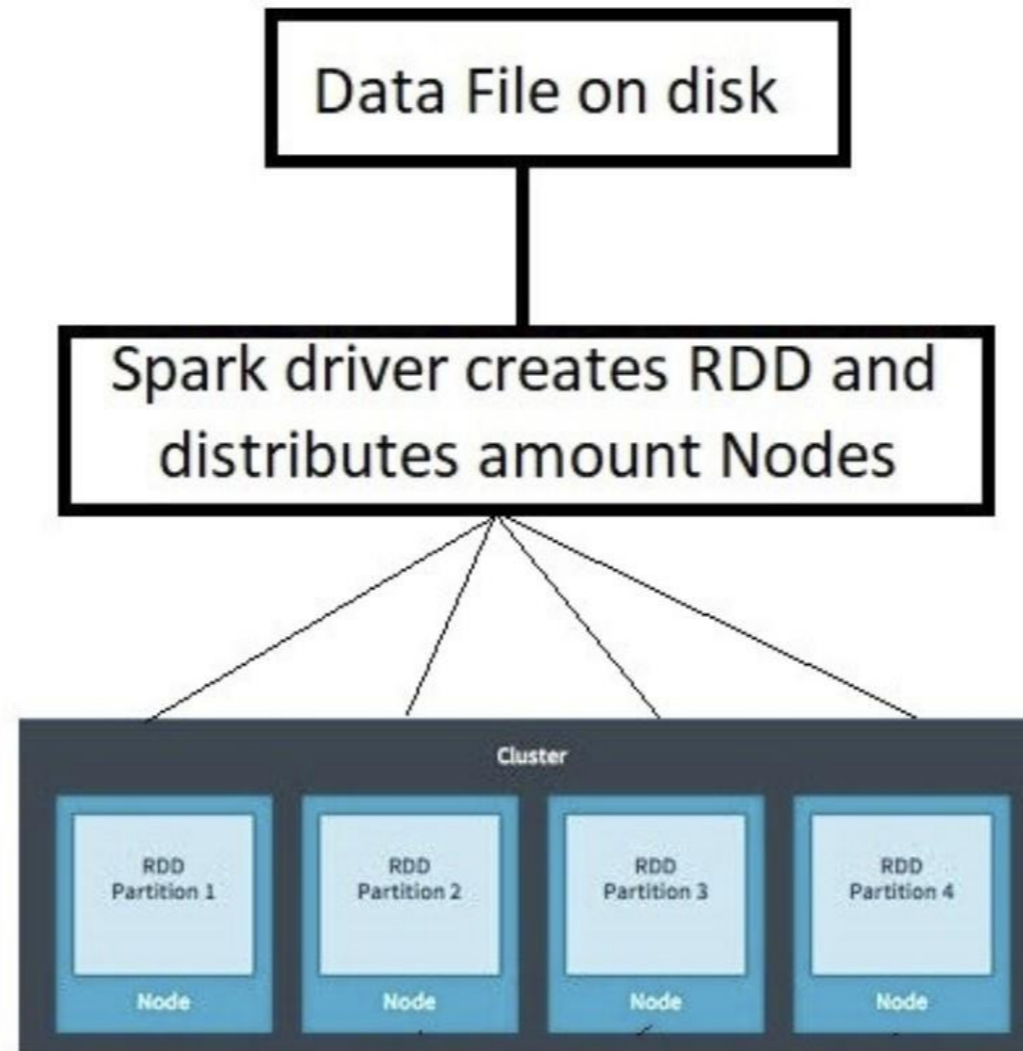 Data File on disk
Spark driver creates RDD and
distributes amount Nodes
Cluster
RDD
Partition 1
Node
RDD
Partition 2
Node
RDD
Partition 3
Node
RDD
Partition 4
Node